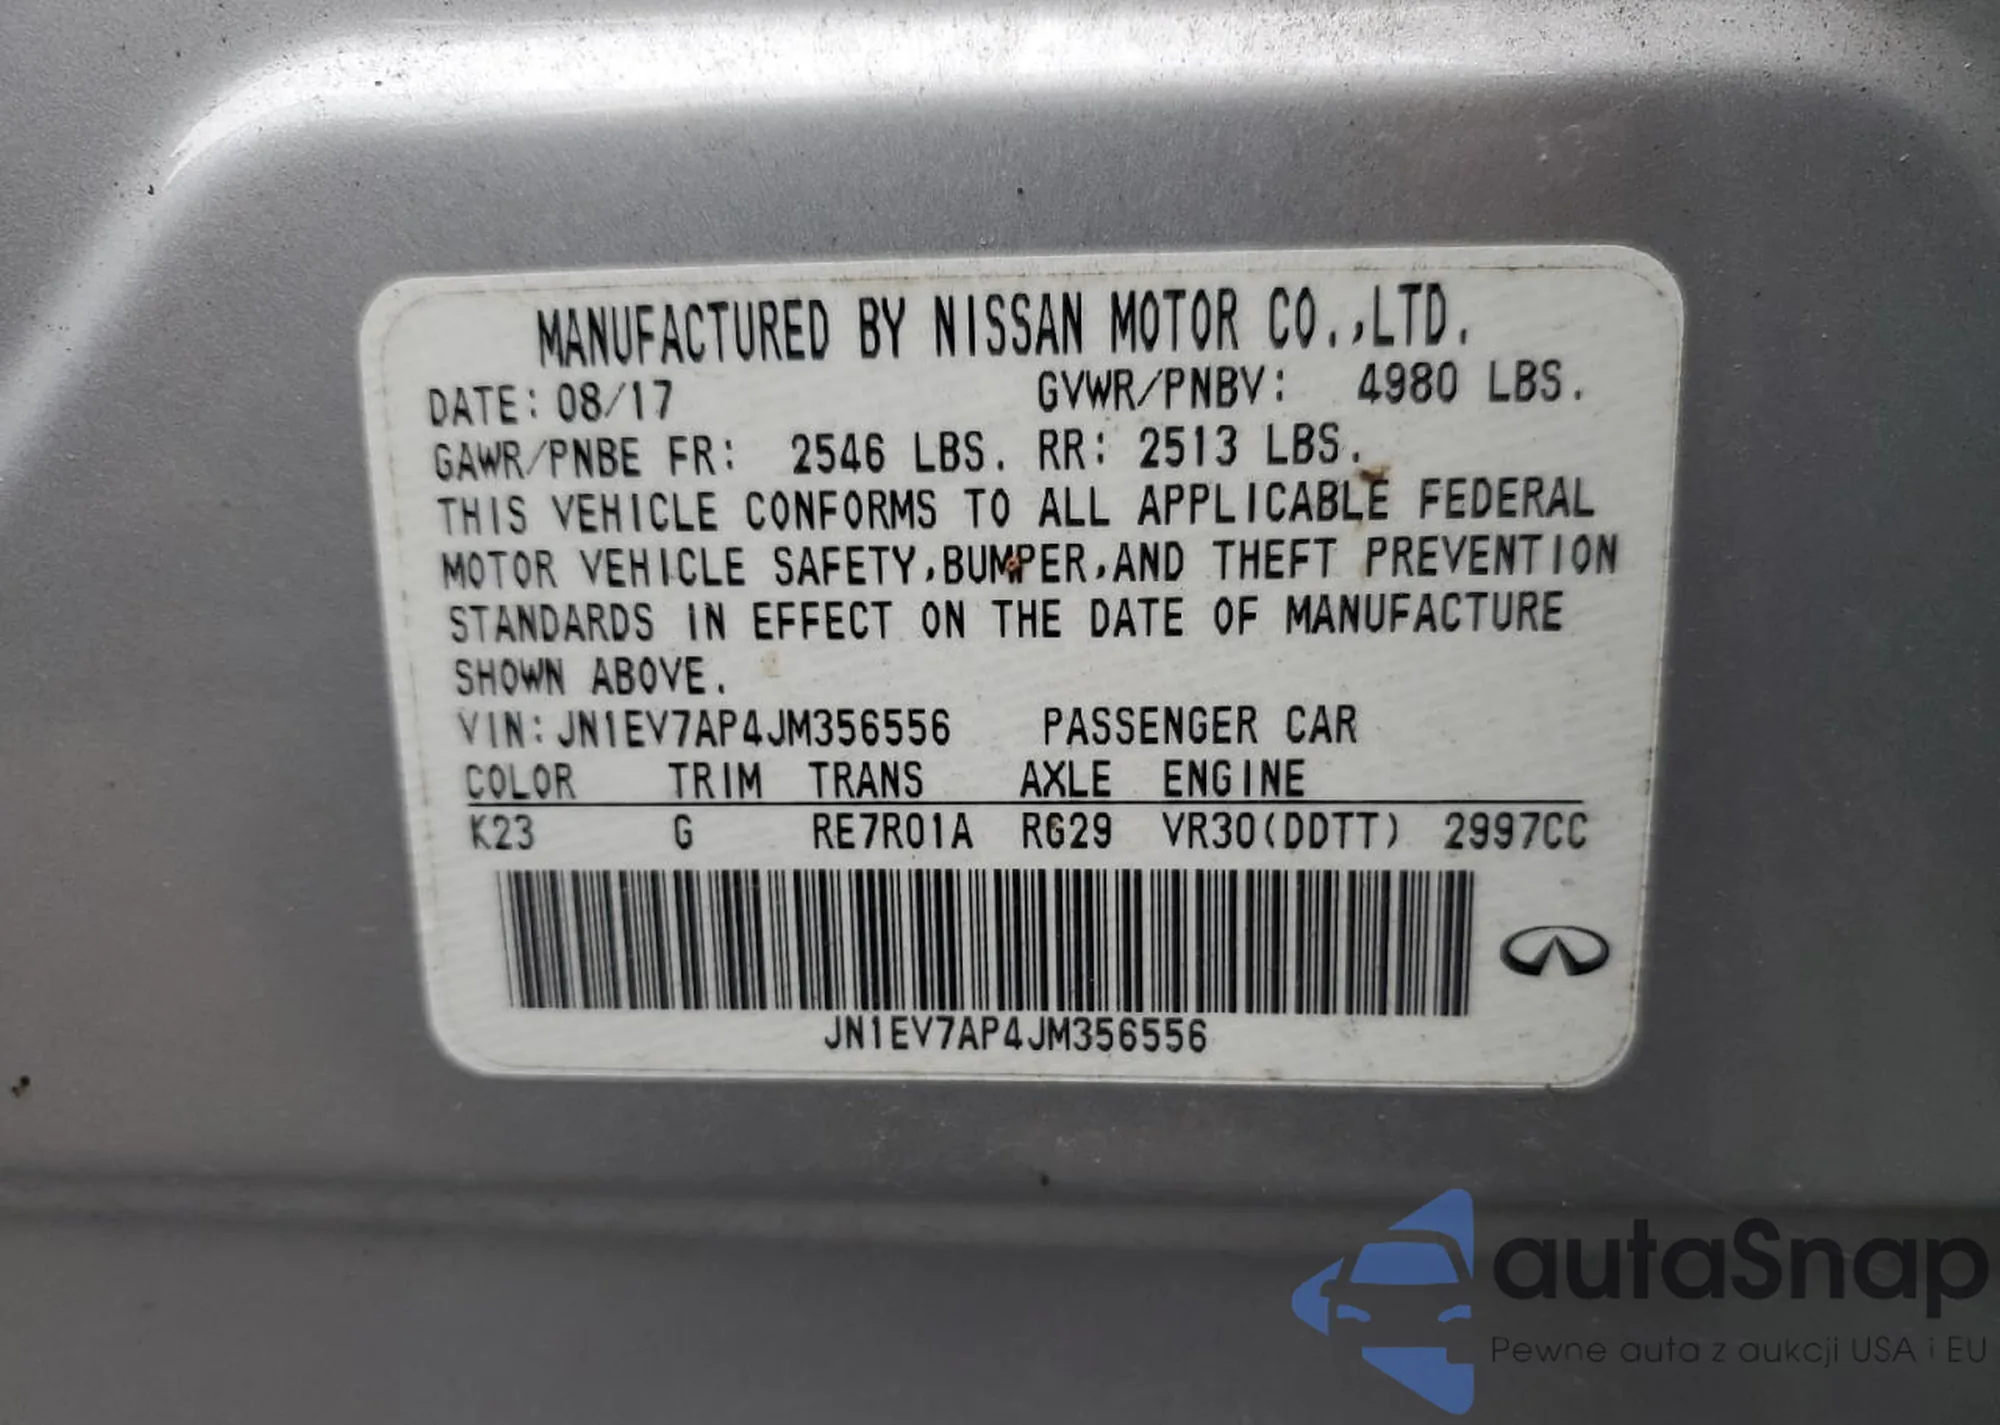 MANUFACTURED BY NISSAN MOTOR CO.,LTD.
DATE: 08/17 GVWR/PNBV: 4980 LBS.
GAWR/PNBE FR: 2546 LBS. RR: 2513 LBS.
THIS VEHICLE CONFORMS TO ALL APPLICABLE FEDERAL
MOTOR VEHICLE SAFETY,BUMPER,AND THEFT PREVENTION
STANDARDS IN EFFECT ON THE DATE OF MANUFACTURE
SHOWN ABOVE.
VIN: JN1EV7AP4JM356556 PASSENGER CAR
COLOR TRIM TRANS AXLE ENGINE
K23 G RE7R01A RG29 VR30(DDTT) 2997CC
JN1EV7AP4JM356556
autaSnap
Pewne auta z aukcji USA i EU